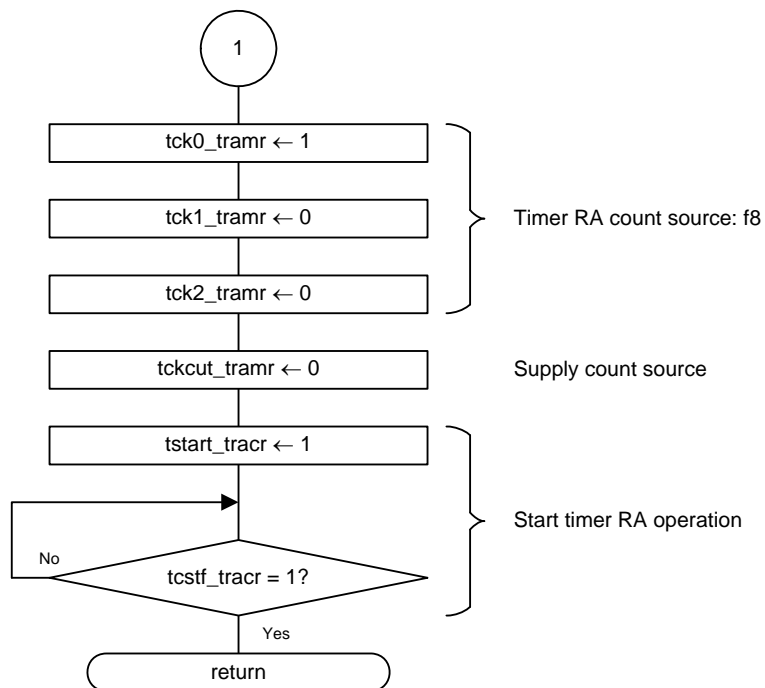 1
tck0_tramr ← 1
tck1_tramr ← 0
Timer RA count source: f8
tck2_tramr ← 0
tckcut_tramr ← 0
Supply count source
tstart_tracr ← 1
Start timer RA operation
No
tcstf_tracr = 1?
Yes
return